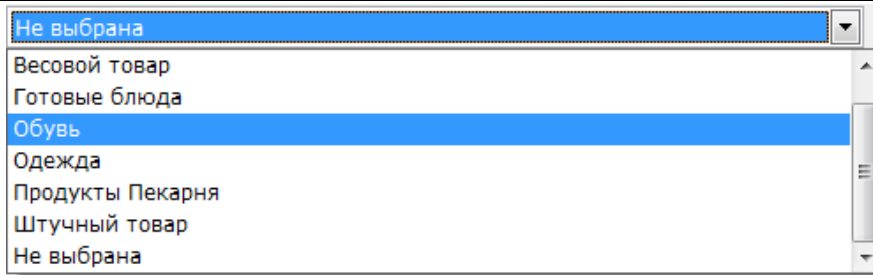 Не выбрана
Весовой товар
Готовые блюда
Обувь
Одежда
Продукты Пекарня
Штучный товар
Не выбрана